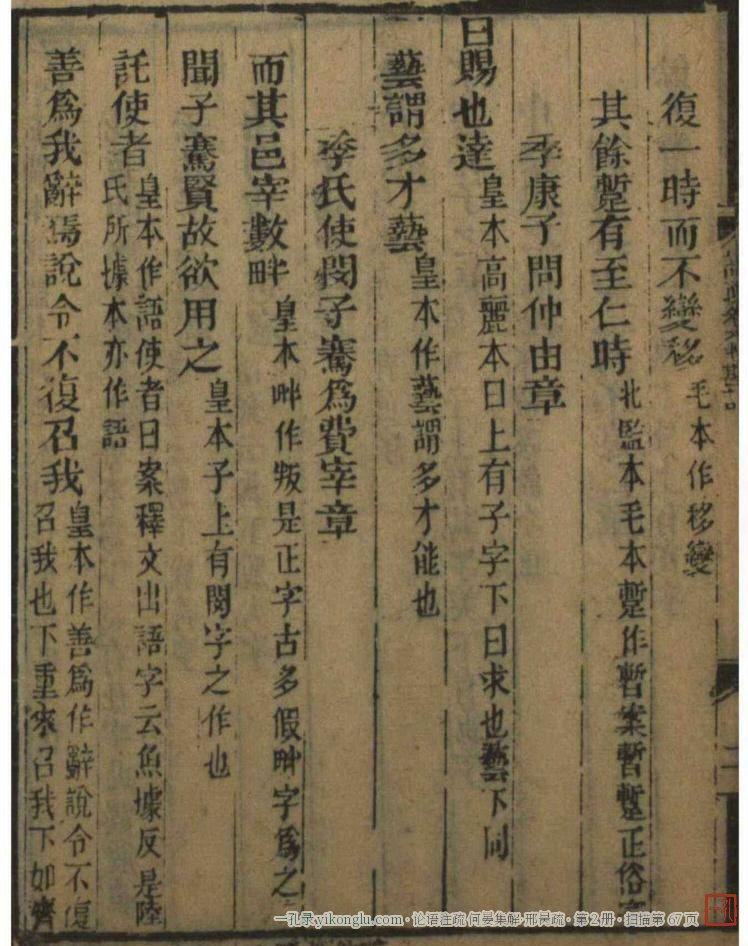 復一時而不變移毛本作移變
其餘蹔有至仁時北監本毛本蹔作暫案暫蹔正俗字
季康子問仲由章
曰賜也達皇本高麗本曰上有子字下曰求也藝下同
藝謂多才藝皇本作藝謂多才能也
季氏使閔子騫爲費宰章
而其邑宰數畔皇本畔作叛是正字古多假畔字爲之
聞子騫賢故欲用之皇本子上有閔字之作也
託使者皇本作語使者曰案釋文出語字云魚據反是陸
氏所據本亦作語
善爲我辭焉說令不復召我皇本作善爲作辭說令不復
召我也下重來召我下如齊
一孔录yikonglu.com · 论语注疏.何晏集解.邢昺疏. 第2册 · 扫描第 67页